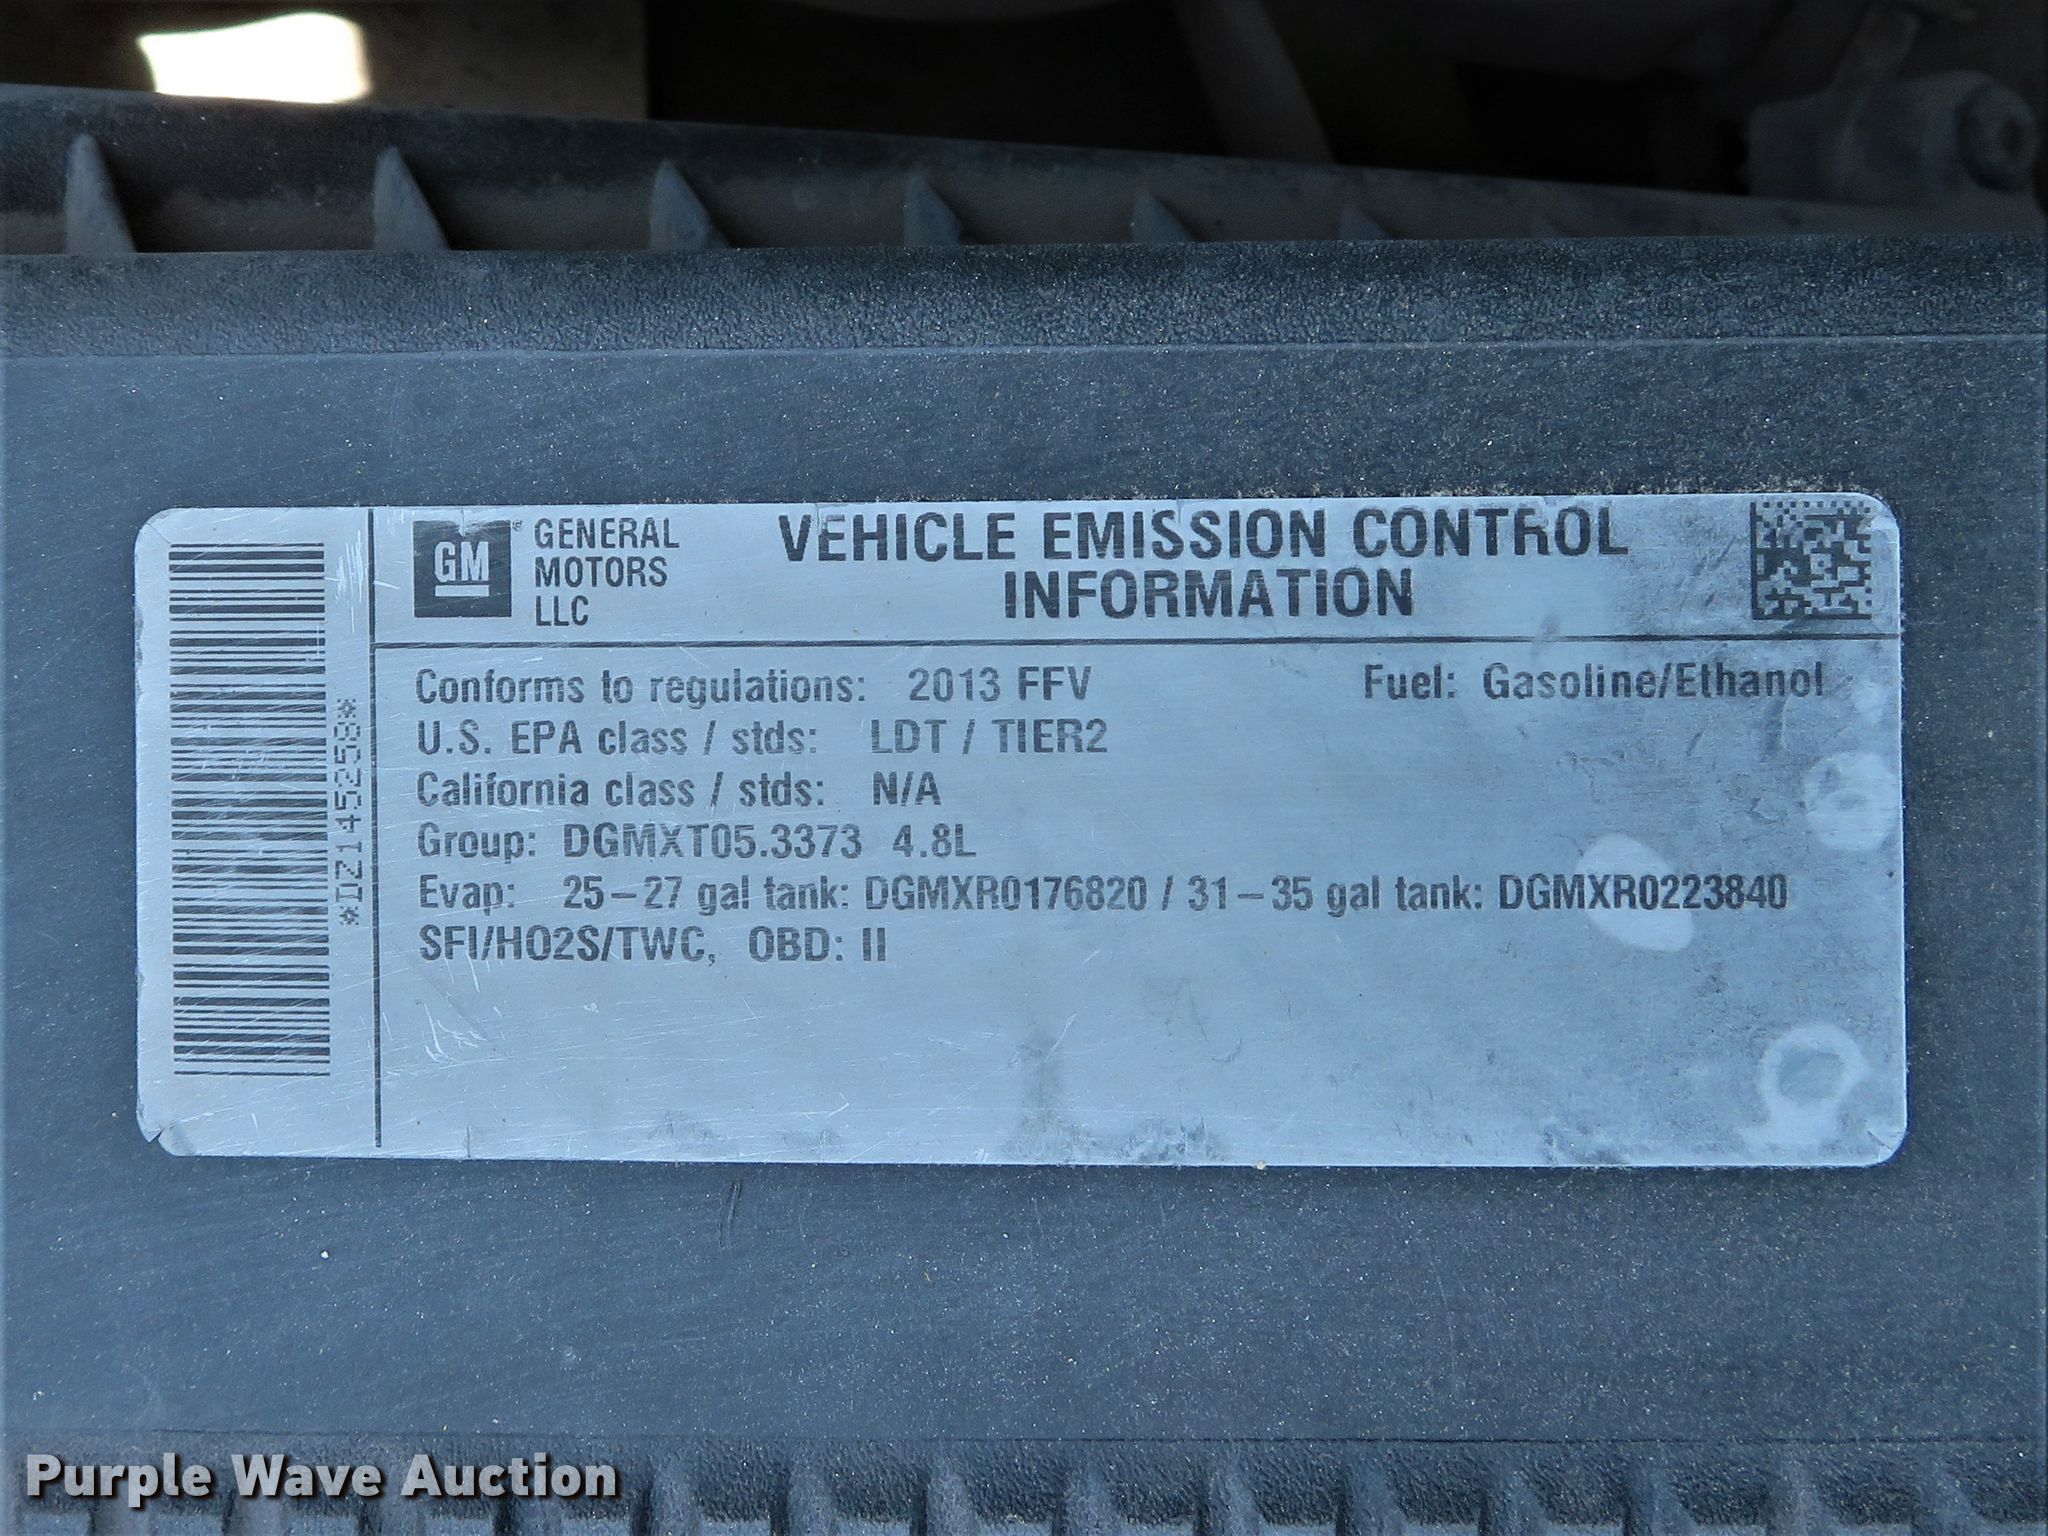 *DZ145258*
GM
GENERAL
MOTORS
LLC
VEHICLE EMISSION CONTROL
INFORMATION
Conforms to regulations: 2013 FFV Fuel: Gasoline/Ethanol
U.S. EPA class / stds: LDT / TIER2
California class / stds: N/A
Group: DGMXT05.3373 4.8L
Evap: 25-27 gal tank: DGMXR0176820 / 31-35 gal tank: DGMXR0223840
SFI/HO2S/TWC, OBD: II
Purple Wave Auction